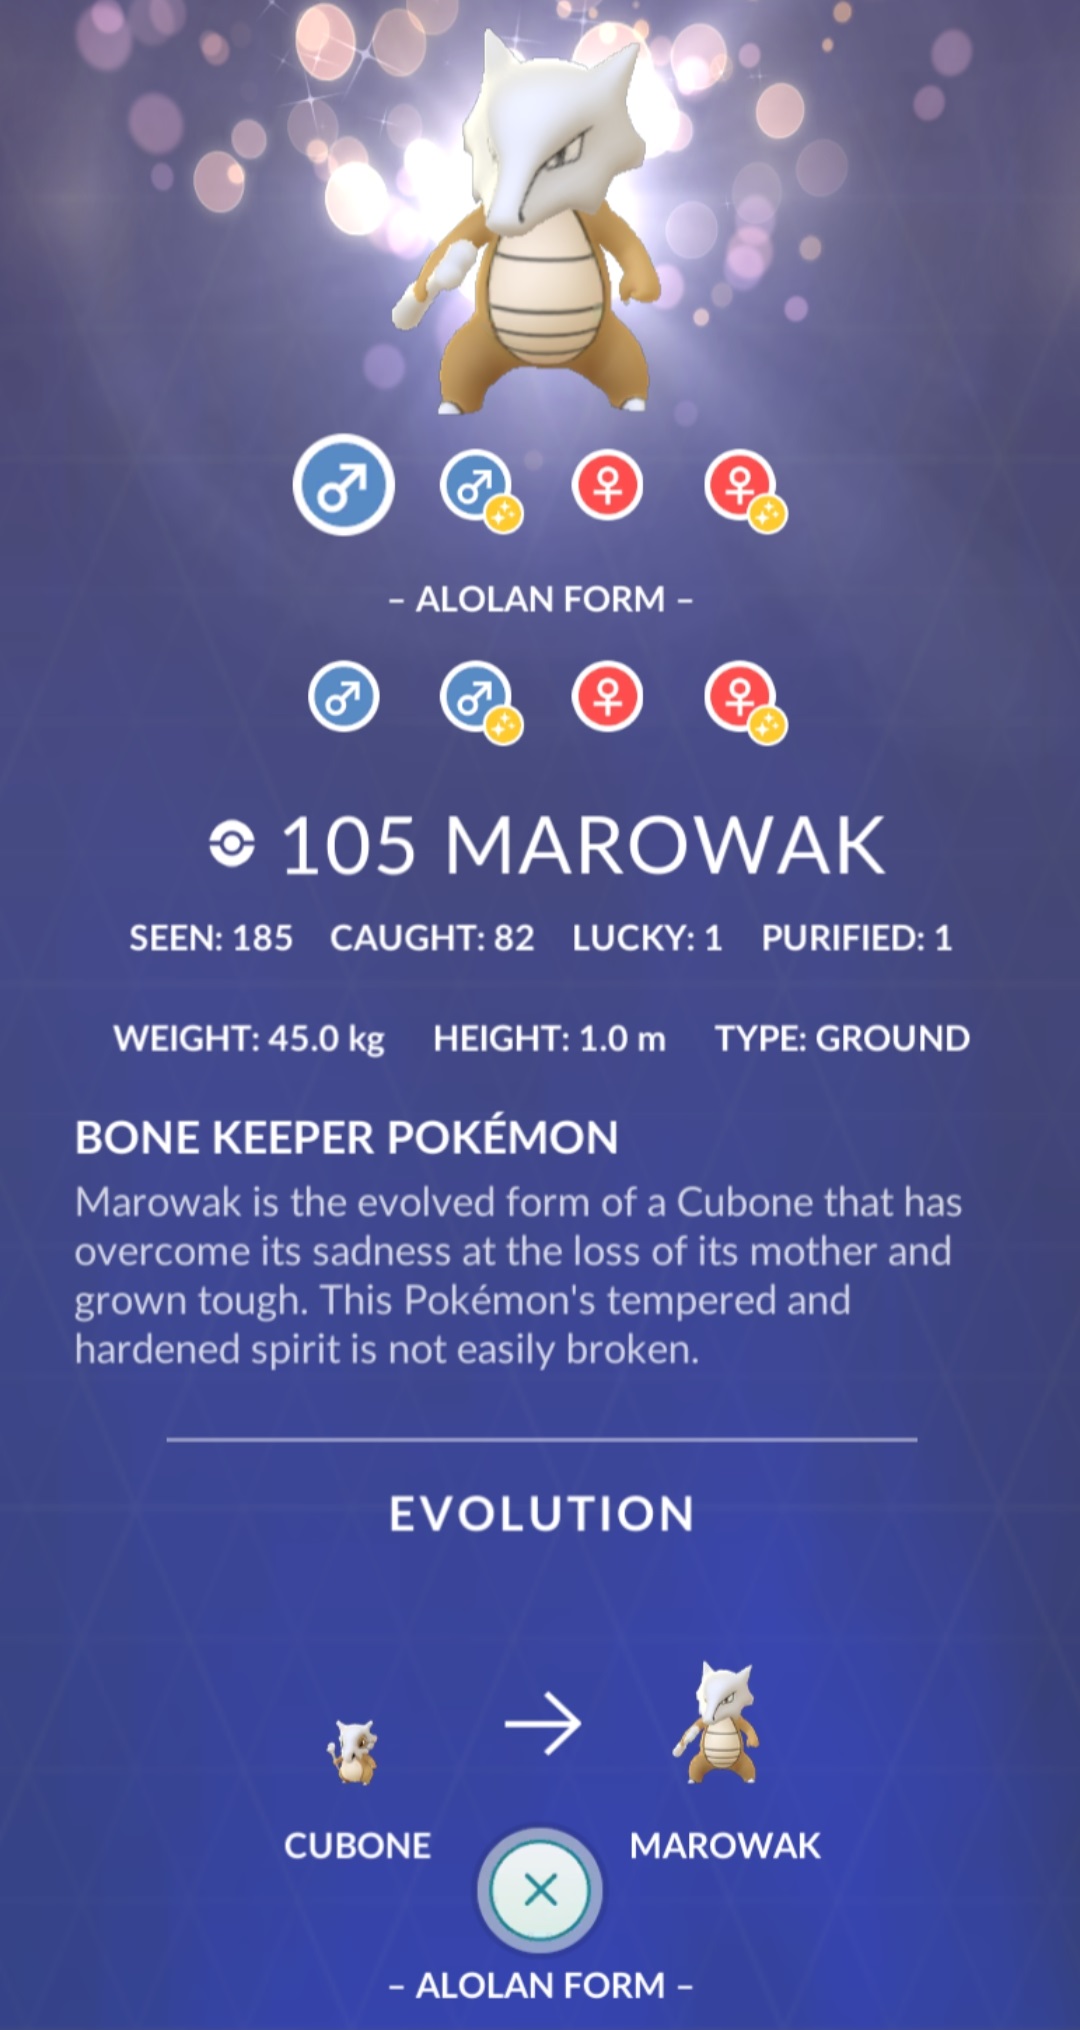 – ALOLAN FORM –
105 MAROWAK
SEEN: 185 CAUGHT: 82 LUCKY: 1 PURIFIED: 1
WEIGHT: 45.0 kg HEIGHT: 1.0 m TYPE: GROUND
BONE KEEPER POKÉMON
Marowak is the evolved form of a Cubone that has
overcome its sadness at the loss of its mother and
grown tough. This Pokémon's tempered and
hardened spirit is not easily broken.
EVOLUTION
CUBONE MAROWAK
– ALOLAN FORM –